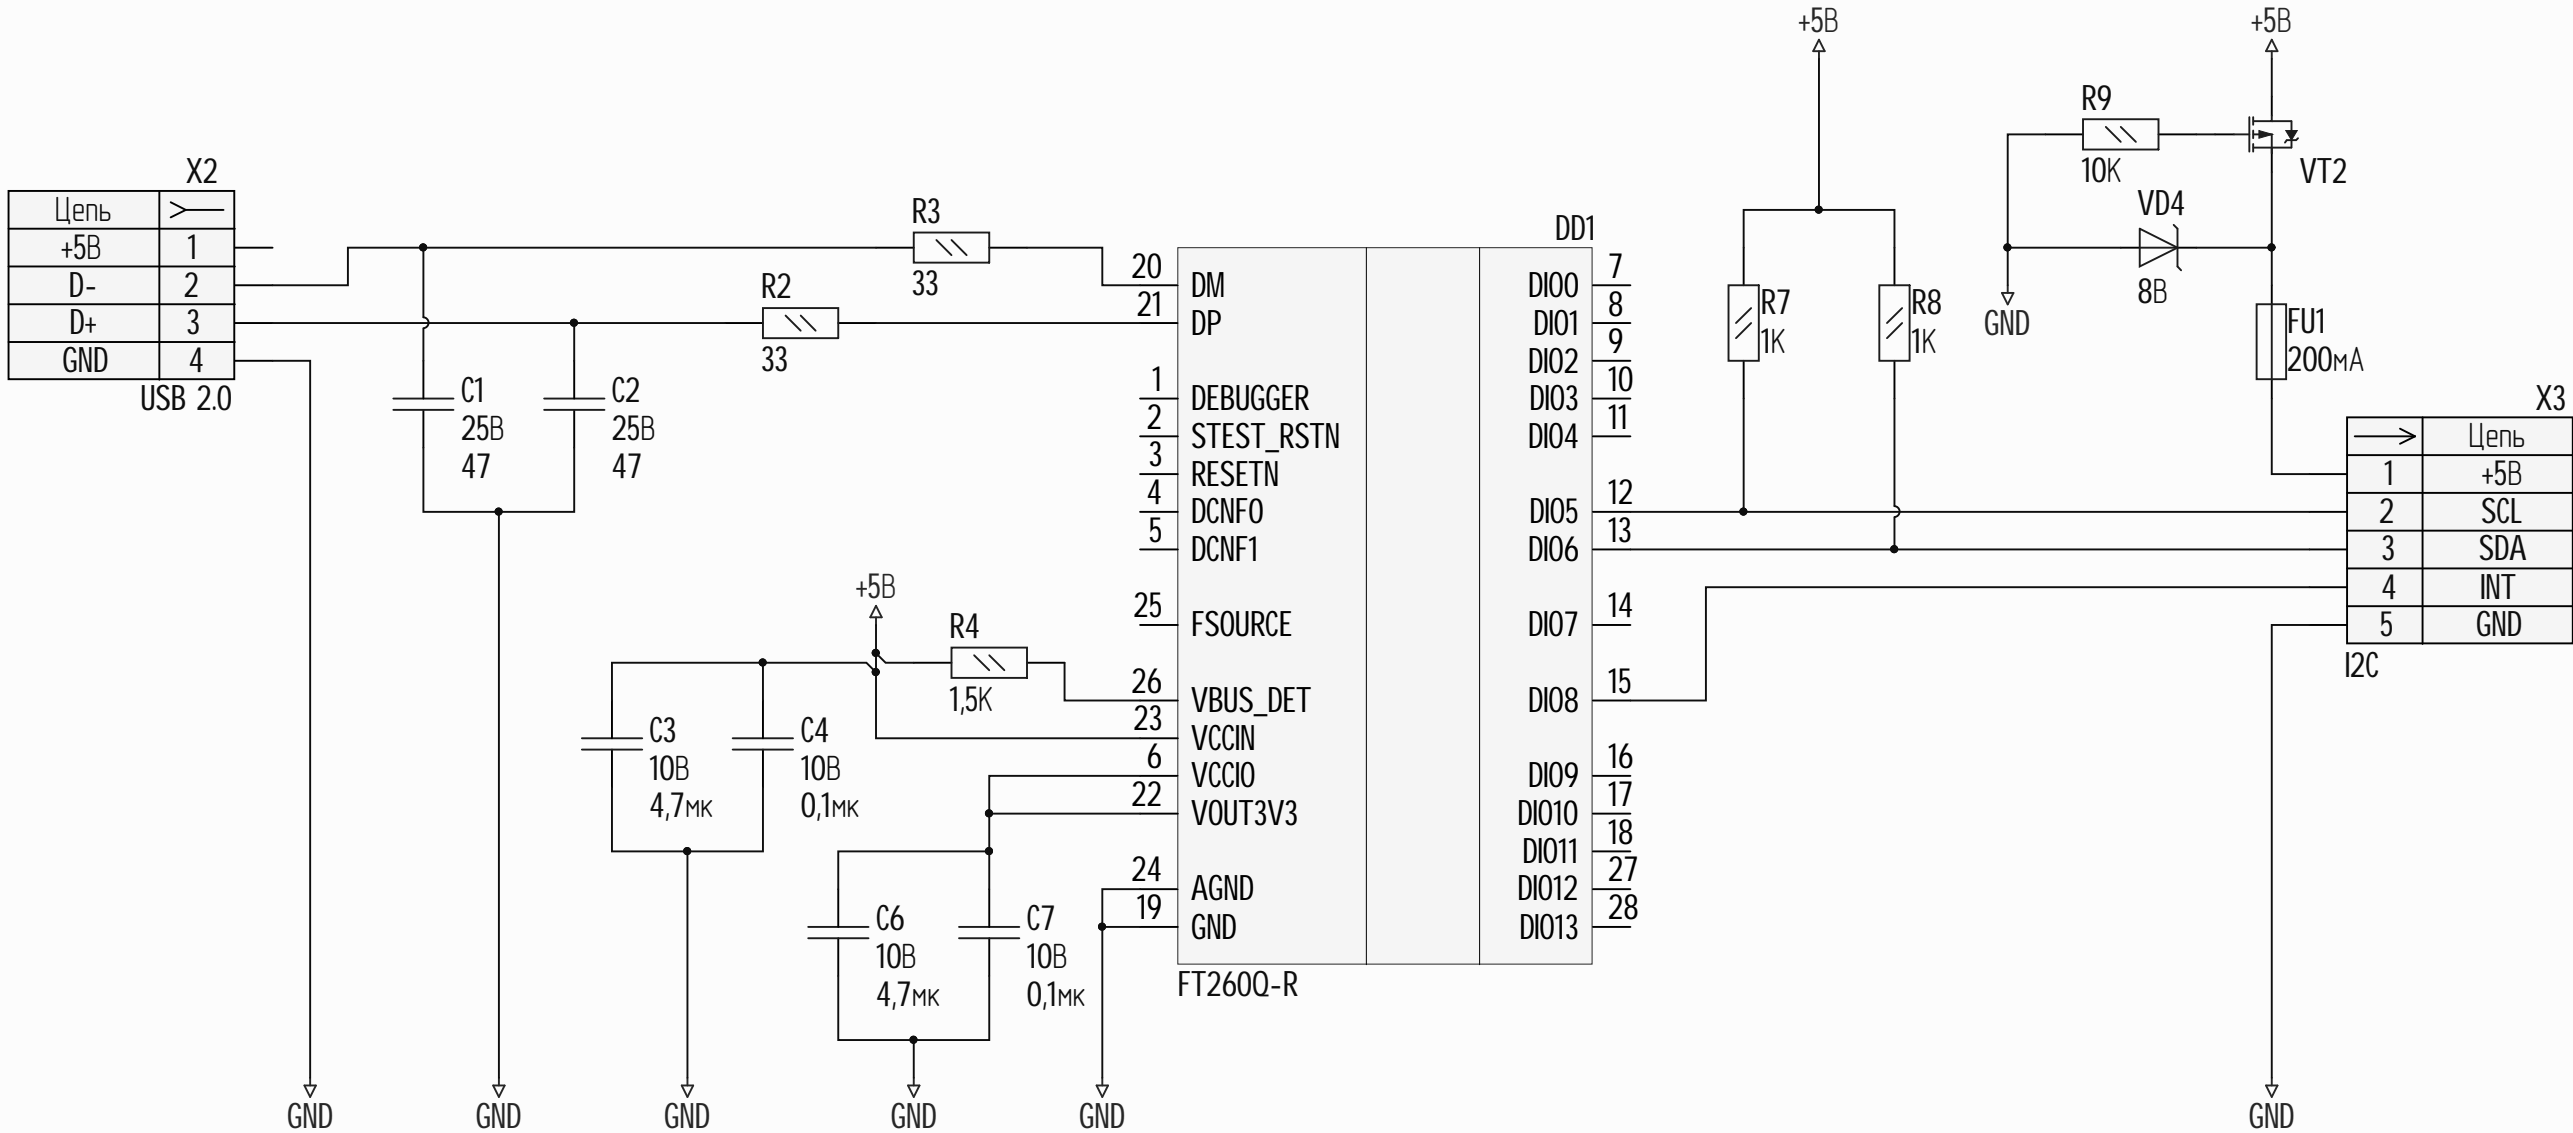 X2
Цепь
+5В 1
D- 2
D+ 3
GND 4
USB 2.0
GND
C1
25В
47
C2
25В
47
GND
R3
33
R2
33
+5В
R4
1,5К
C3
10В
4,7мк
C4
10В
0,1мк
GND
C6
10В
4,7мк
C7
10В
0,1мк
GND
GND
DD1
20 DM
21 DP
1 DEBUGGER
2 STEST_RSTN
3 RESETN
4 DCNF0
5 DCNF1
25 FSOURCE
26 VBUS_DET
23 VCCIN
6 VCCIO
22 VOUT3V3
24 AGND
19 GND
DIO0 7
DIO1 8
DIO2 9
DIO3 10
DIO4 11
DIO5 12
DIO6 13
DIO7 14
DIO8 15
DIO9 16
DIO10 17
DIO11 18
DIO12 27
DIO13 28
FT260Q-R
+5В
R7
1К
R8
1К
+5В
R9
10К
VT2
VD4
8В
GND
FU1
200мА
X3
Цепь
1 +5В
2 SCL
3 SDA
4 INT
5 GND
I2C
GND